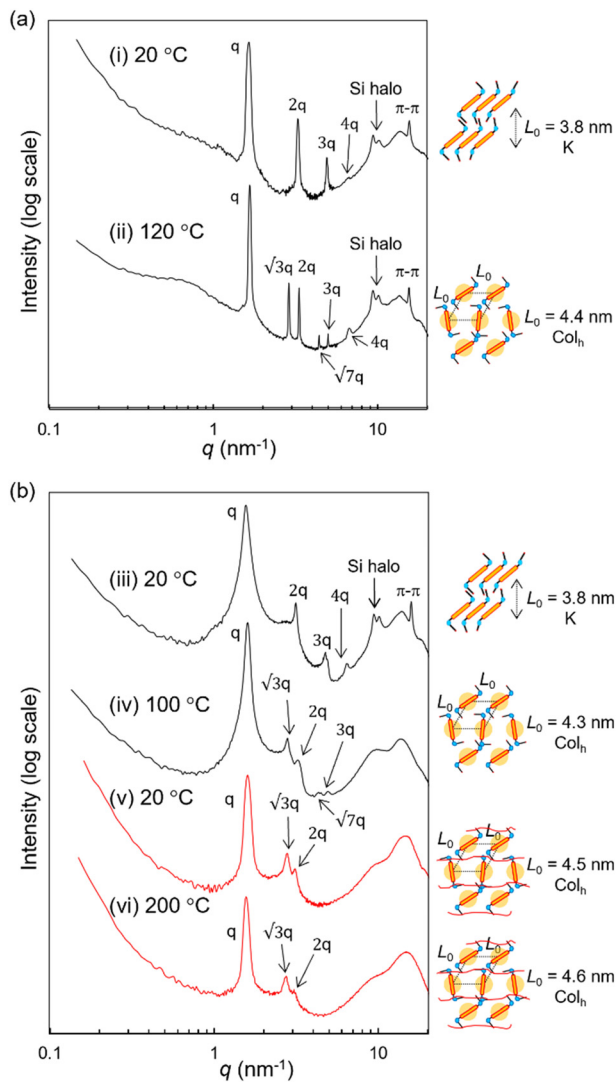 (a)
Intensity (log scale)
(i) 20 °C
q
2q
3q
4q
Si halo
π-π
L₀ = 3.8 nm
K
(ii) 120 °C
q
√3q
2q
3q
√7q
4q
Si halo
π-π
L₀
L₀
L₀ = 4.4 nm
Colₕ
0.1
1
10
q (nm⁻¹)
(b)
Intensity (log scale)
(iii) 20 °C
q
2q
3q
4q
Si halo
π-π
L₀ = 3.8 nm
K
(iv) 100 °C
q
√3q
2q
3q
√7q
L₀
L₀
L₀ = 4.3 nm
Colₕ
(v) 20 °C
q
√3q
2q
L₀
L₀
L₀ = 4.5 nm
Colₕ
(vi) 200 °C
q
√3q
2q
L₀
L₀
L₀ = 4.6 nm
Colₕ
0.1
1
10
q (nm⁻¹)